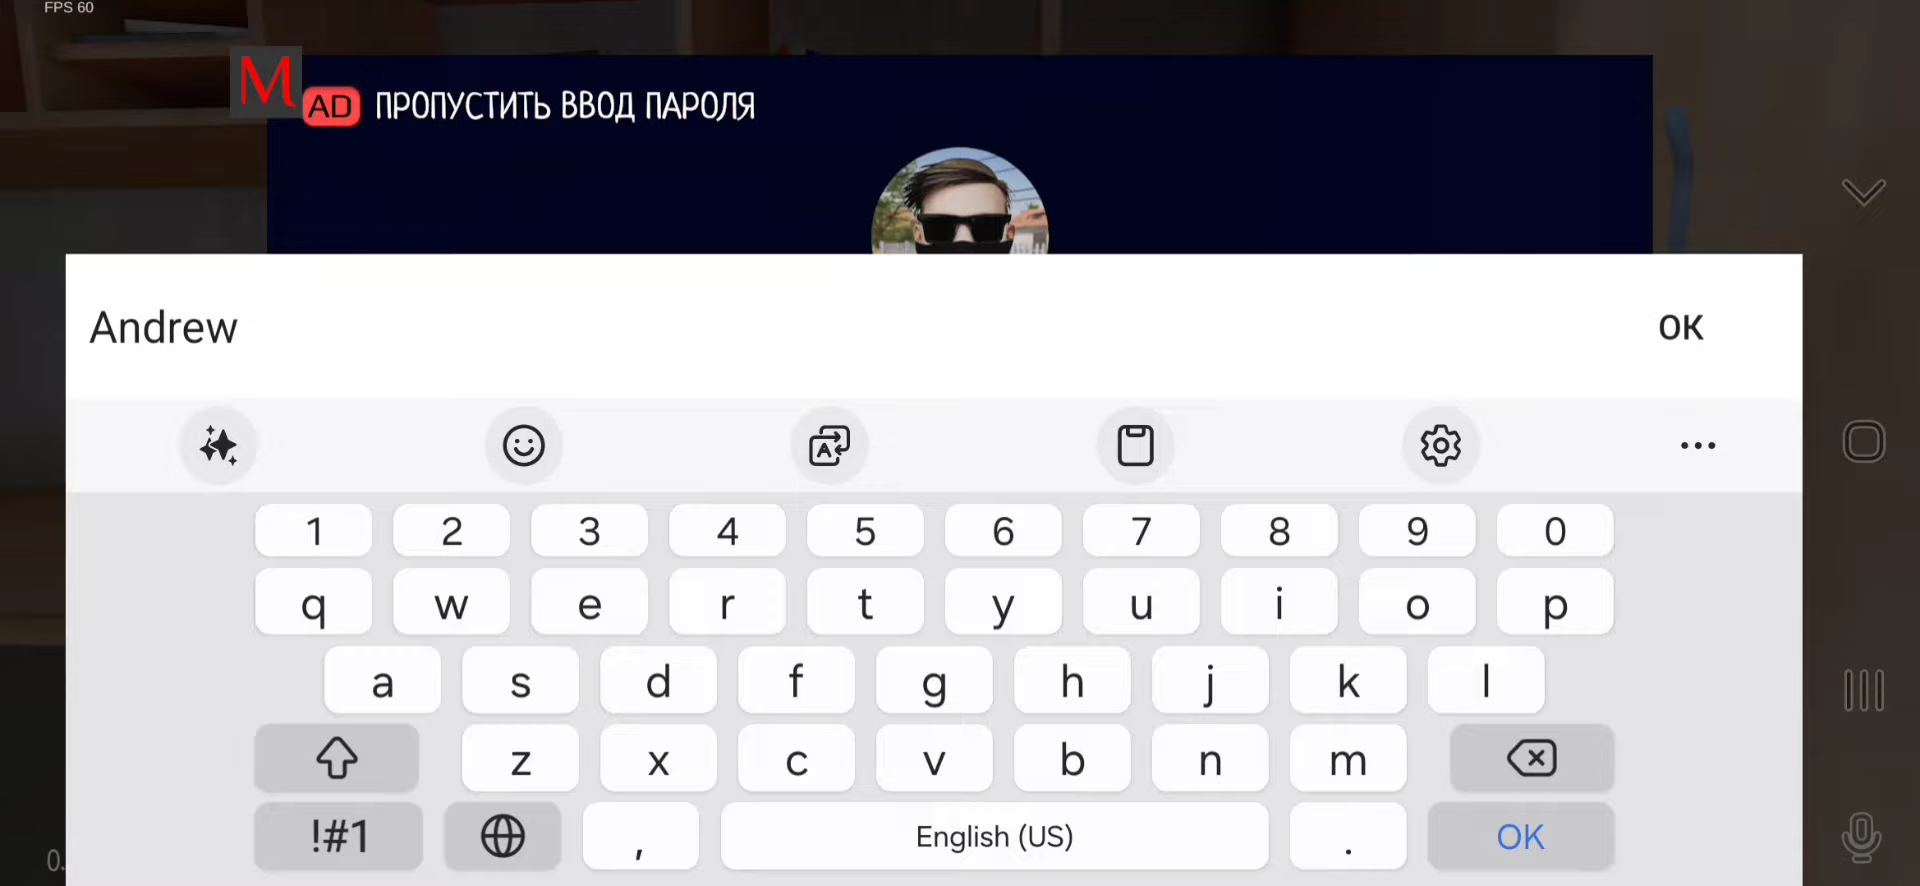 FPS 60
M
AD ПРОПУСТИТЬ ВВОД ПАРОЛЯ
Andrew
OK
1 2 3 4 5 6 7 8 9 0
q w e r t y u i o p
a s d f g h j k l
z x c v b n m
!#1 , English (US) . OK
0.